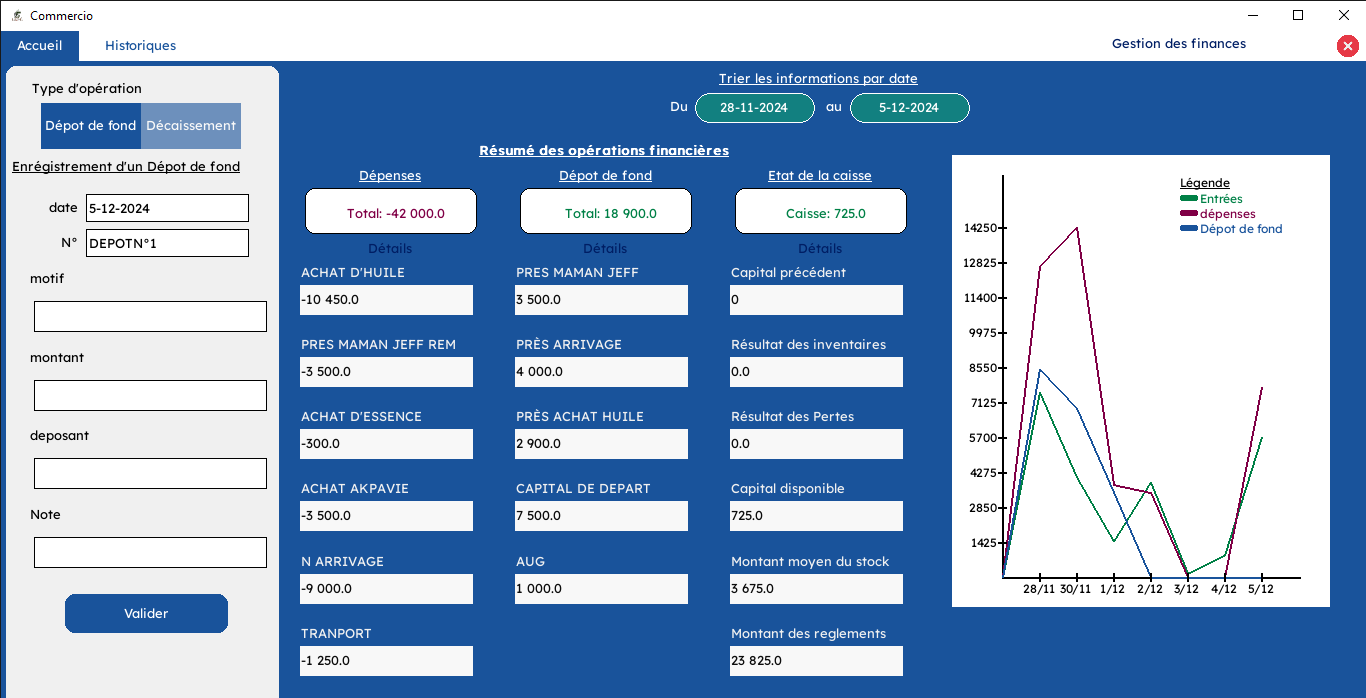 Commercio
Accueil
Historiques
Gestion des finances
Type d'opération
Dépot de fond
Décaissement
Enrégistrement d'un Dépot de fond
date
5-12-2024
N°
DEPOTN°1
motif
montant
deposant
Note
Valider
Trier les informations par date
Du
28-11-2024
au
5-12-2024
Résumé des opérations financières
Dépenses
Total: -42 000.0
Détails
ACHAT D'HUILE
-10 450.0
PRES MAMAN JEFF REM
-3 500.0
ACHAT D'ESSENCE
-300.0
ACHAT AKPAVIE
-3 500.0
N ARRIVAGE
-9 000.0
TRANPORT
-1 250.0
Dépot de fond
Total: 18 900.0
Détails
PRES MAMAN JEFF
3 500.0
PRÈS ARRIVAGE
4 000.0
PRÈS ACHAT HUILE
2 900.0
CAPITAL DE DEPART
7 500.0
AUG
1 000.0
Etat de la caisse
Caisse: 725.0
Détails
Capital précédent
0
Résultat des inventaires
0.0
Résultat des Pertes
0.0
Capital disponible
725.0
Montant moyen du stock
3 675.0
Montant des reglements
23 825.0
Légende
Entrées
dépenses
Dépot de fond
14250
12825
11400
9975
8550
7125
5700
4275
2850
1425
28/11 30/11 1/12 2/12 3/12 4/12 5/12